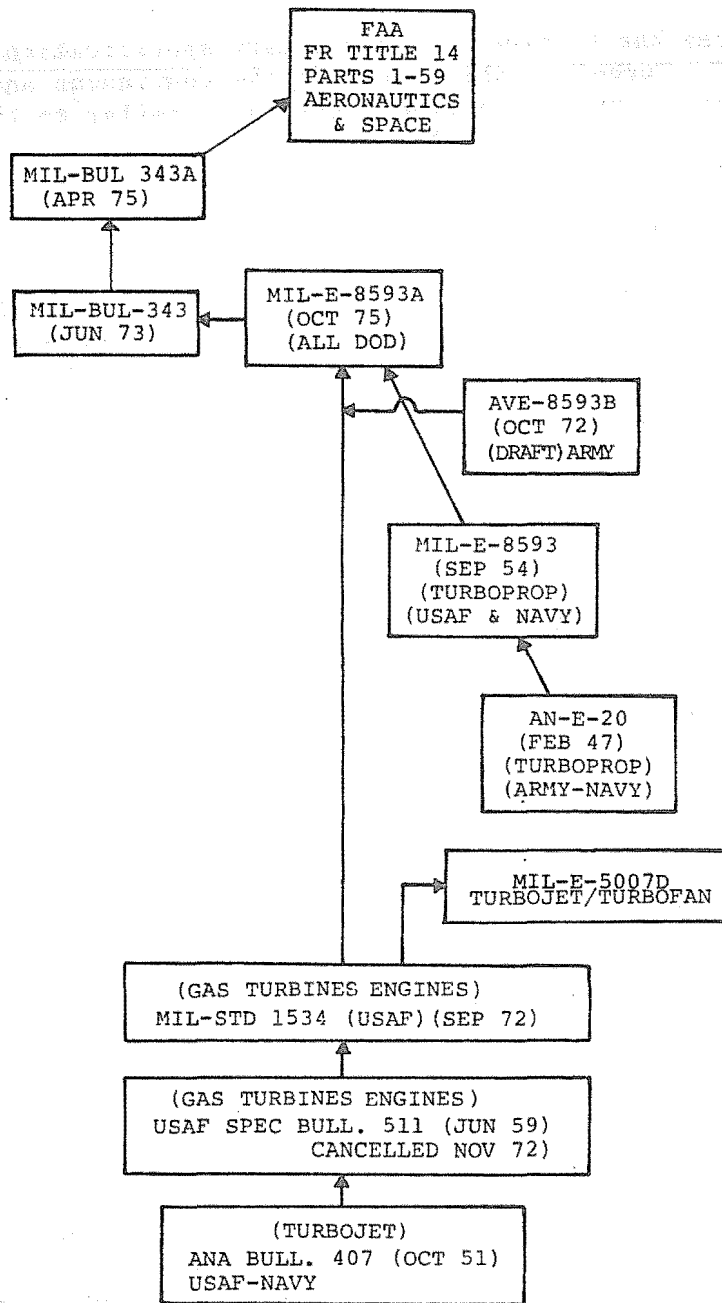 FAA
FR TITLE 14
PARTS 1-59
AERONAUTICS
& SPACE
MIL-BUL 343A
(APR 75)
MIL-BUL-343
(JUN 73)
MIL-E-8593A
(OCT 75)
(ALL DOD)
AVE-8593B
(OCT 72)
(DRAFT) ARMY
MIL-E-8593
(SEP 54)
(TURBOPROP)
(USAF & NAVY)
AN-E-20
(FEB 47)
(TURBOPROP)
(ARMY-NAVY)
MIL-E-5007D
TURBOJET/TURBOFAN
(GAS TURBINES ENGINES)
MIL-STD 1534 (USAF) (SEP 72)
(GAS TURBINES ENGINES)
USAF SPEC BULL. 511 (JUN 59)
CANCELLED NOV 72)
(TURBOJET)
ANA BULL. 407 (OCT 51)
USAF-NAVY